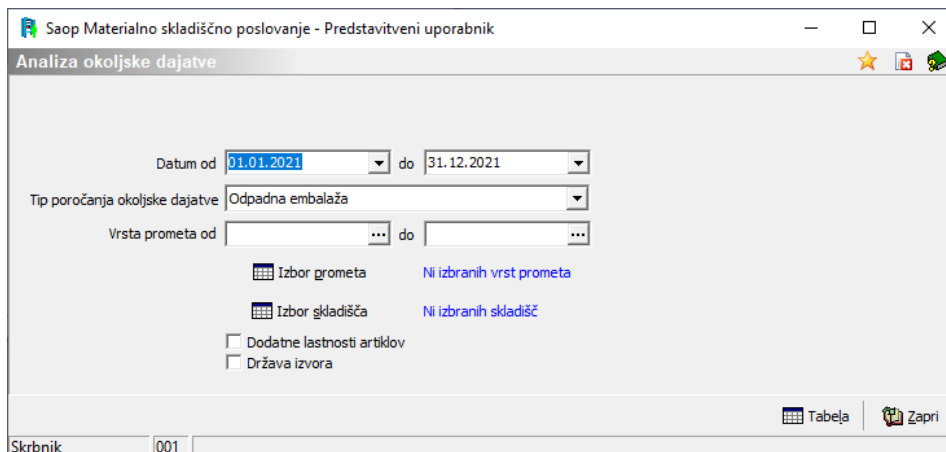 Saop Materialno skladiščno poslovanje - Predstavitveni uporabnik
Analiza okoljske dajatve
Datum od 01.01.2021 do 31.12.2021
Tip poročanja okoljske dajatve Odpadna embalaža
Vrsta prometa od ... do ...
Izbor prometa Ni izbranih vrst prometa
Izbor skladišča Ni izbranih skladišč
Dodatne lastnosti artiklov
Država izvora
Tabela Zapri
Skrbnik 001